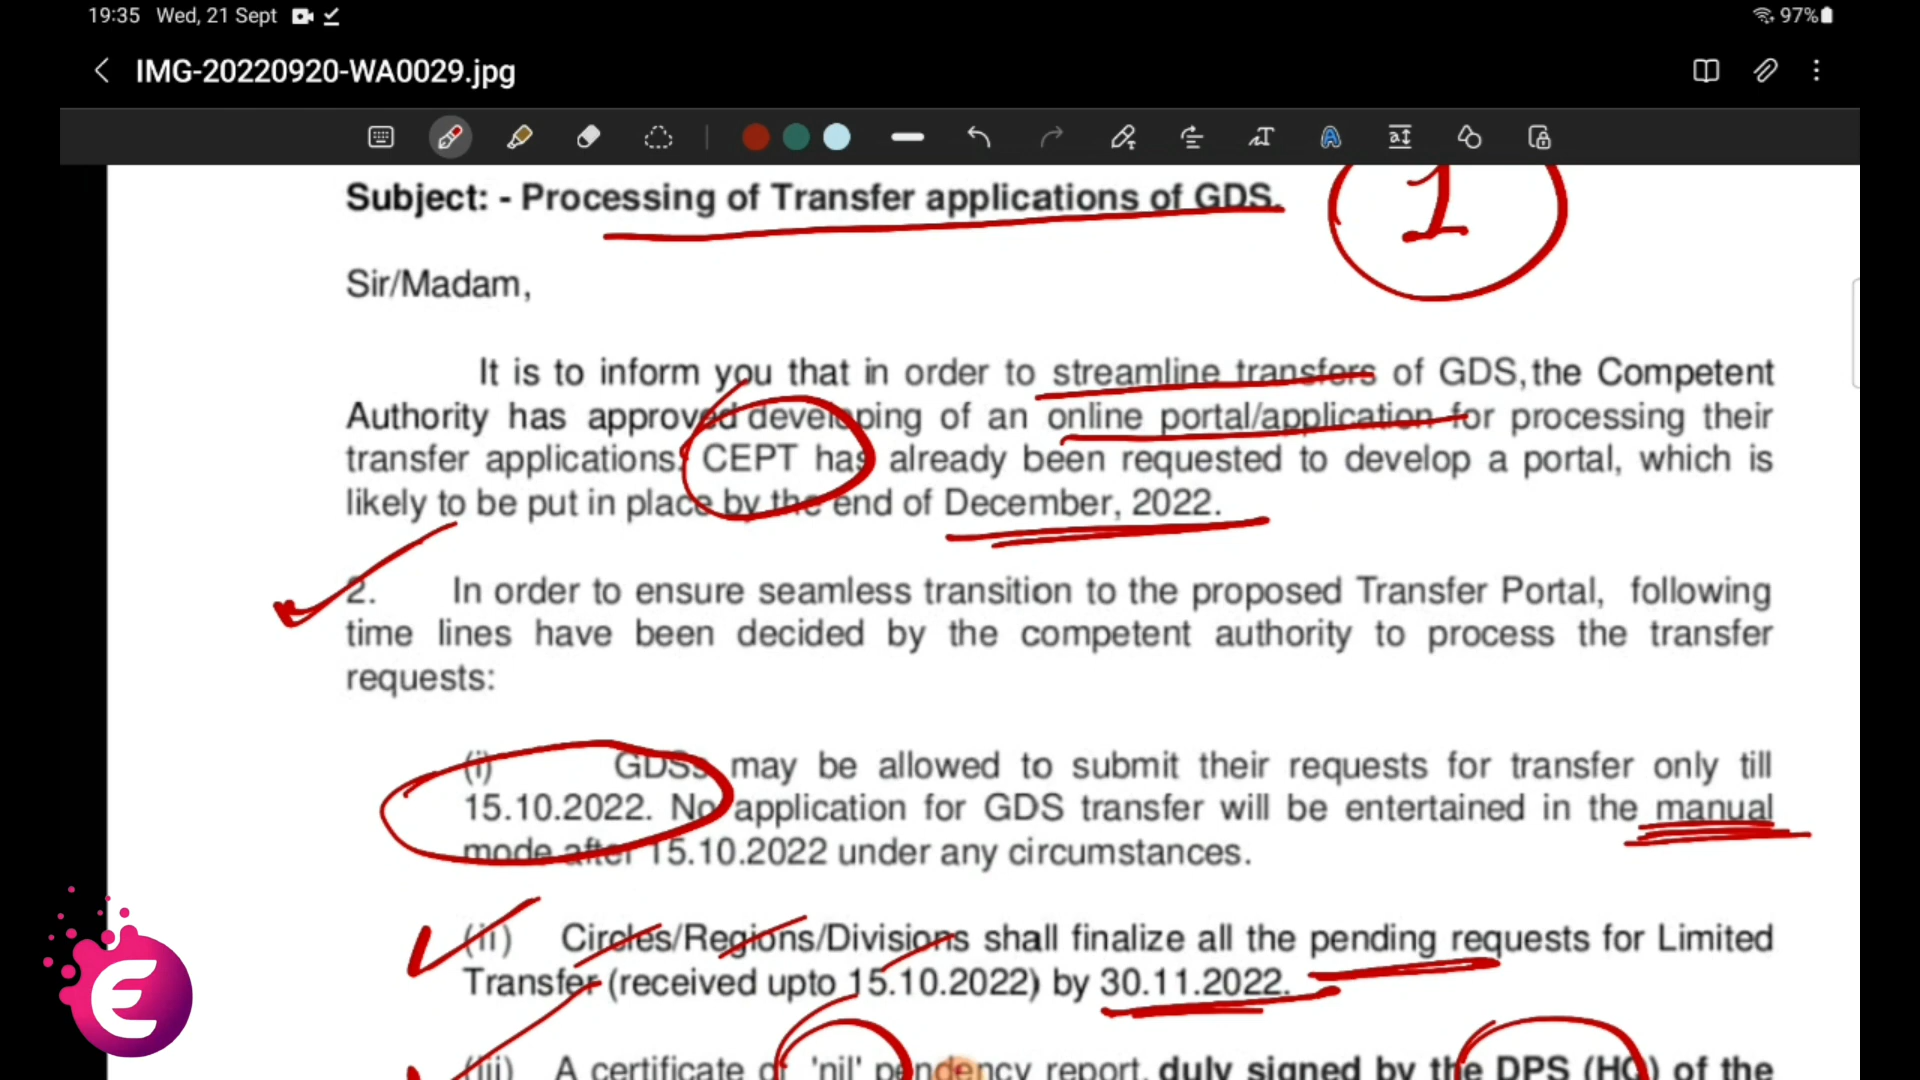 19:35 Wed, 21 Sept 97%
IMG-20220920-WA0029.jpg
Subject: - Processing of Transfer applications of GDS.
1
Sir/Madam,
It is to inform you that in order to streamline transfers of GDS, the Competent
Authority has approved developing of an online portal/application for processing their
transfer applications. CEPT has already been requested to develop a portal, which is
likely to be put in place by the end of December, 2022.
2. In order to ensure seamless transition to the proposed Transfer Portal, following
time lines have been decided by the competent authority to process the transfer
requests:
(i) GDSs may be allowed to submit their requests for transfer only till
15.10.2022. No application for GDS transfer will be entertained in the manual
mode after 15.10.2022 under any circumstances.
(ii) Circles/Regions/Divisions shall finalize all the pending requests for Limited
Transfer (received upto 15.10.2022) by 30.11.2022.
(iii) A certificate of 'nil' pendency report, duly signed by the DPS (HQ) of the
E